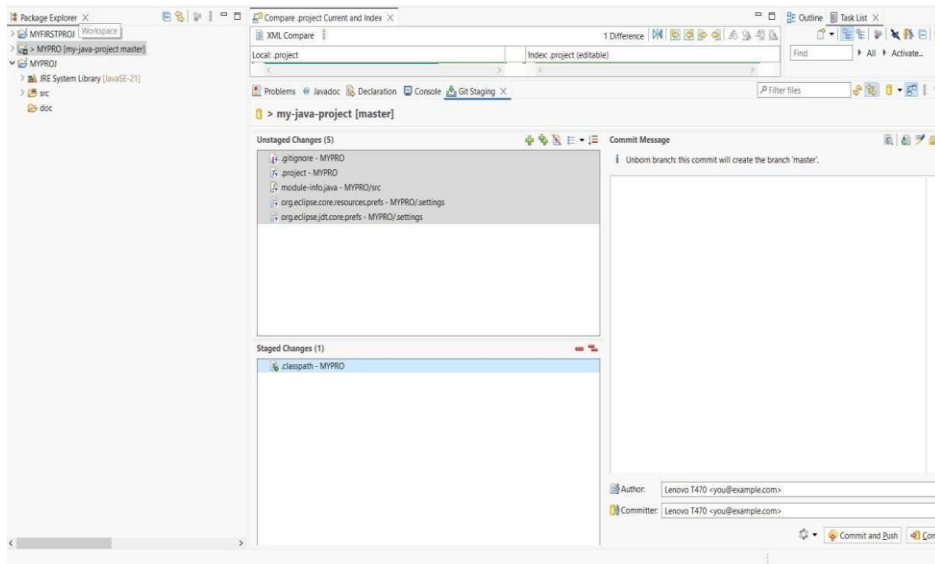 Package Explorer
Workspace
MYFIRSTPROJ
> MYPRO [my-java-project master]
MYPROJ
JRE System Library [JavaSE-21]
src
doc
Compare .project Current and Index
XML Compare
1 Difference
Local: .project
Index: .project (editable)
Outline
Task List
Find
All
Activate...
Problems
@ Javadoc
Declaration
Console
Git Staging
Filter files
> my-java-project [master]
Unstaged Changes (5)
.gitignore - MYPRO
.project - MYPRO
module-info.java - MYPRO/src
org.eclipse.core.resources.prefs - MYPRO/.settings
org.eclipse.jdt.core.prefs - MYPRO/.settings
Staged Changes (1)
.classpath - MYPRO
Commit Message
Unborn branch: this commit will create the branch 'master'.
Author:
Lenovo T470 <you@example.com>
Committer:
Lenovo T470 <you@example.com>
Commit and Push
Con